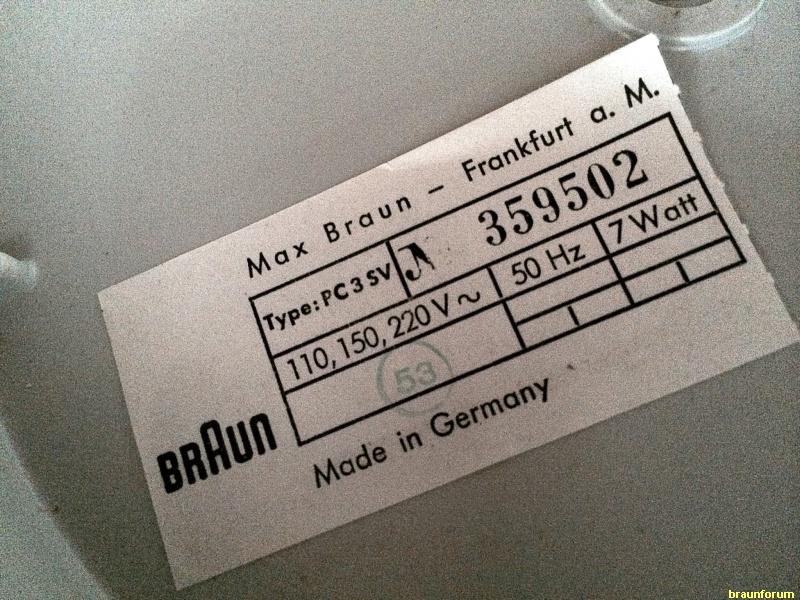 Max Braun – Frankfurt a. M.
Type: PC 3 SV 359502
110, 150, 220 V ~ 50 Hz 7 Watt
53
BRAUN
Made in Germany
braunforum